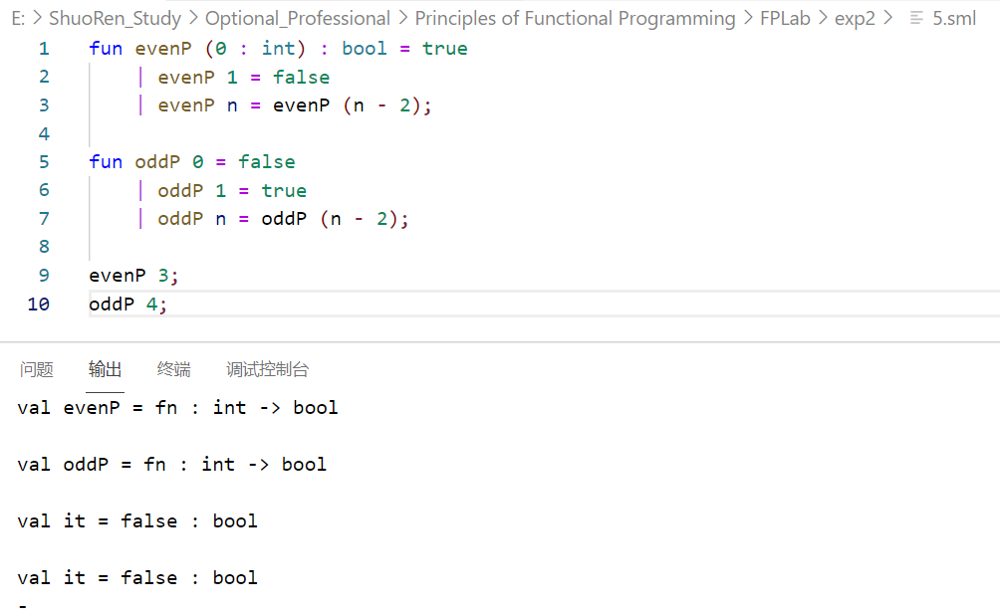 E: > ShuoRen_Study > Optional_Professional > Principles of Functional Programming > FPLab > exp2 > 5.sml
1 fun evenP (0 : int) : bool = true
2 | evenP 1 = false
3 | evenP n = evenP (n - 2);
4
5 fun oddP 0 = false
6 | oddP 1 = true
7 | oddP n = oddP (n - 2);
8
9 evenP 3;
10 oddP 4;
问题 输出 终端 调试控制台
val evenP = fn : int -> bool
val oddP = fn : int -> bool
val it = false : bool
val it = false : bool
-